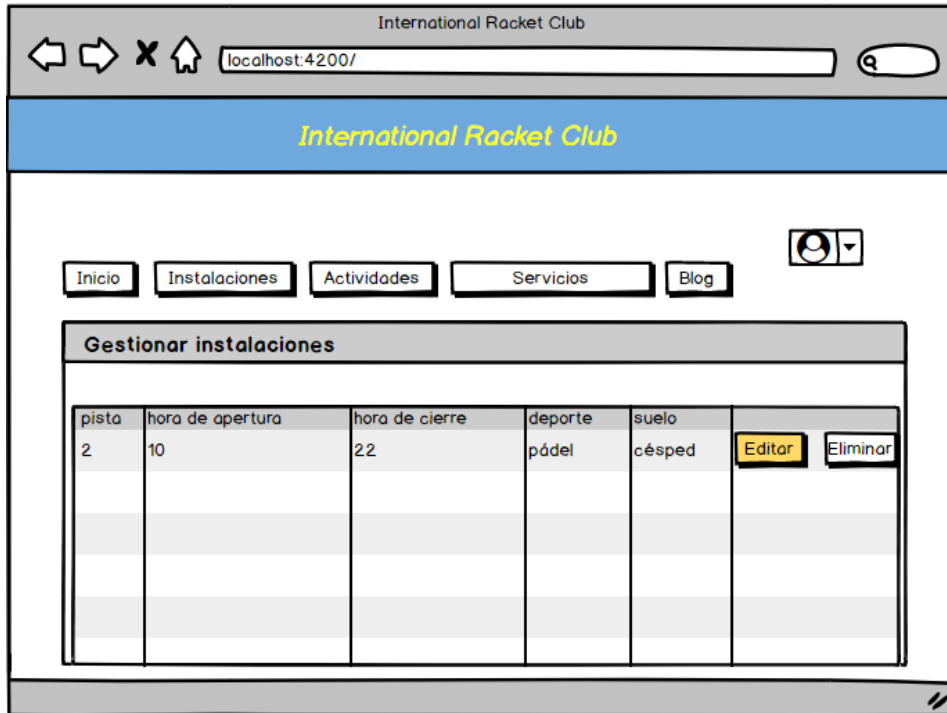 International Racket Club
localhost:4200/
International Racket Club
Inicio Instalaciones Actividades Servicios Blog
Gestionar instalaciones
pista hora de apertura hora de cierre deporte suelo
2 10 22 pádel césped Editar Eliminar